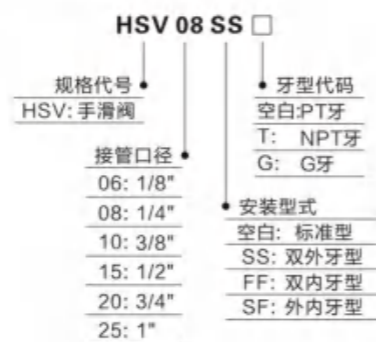 HSV 08 SS □
规格代号
HSV: 手滑阀
接管口径
06: 1/8"
08: 1/4"
10: 3/8"
15: 1/2"
20: 3/4"
25: 1"
牙型代码
空白:PT牙
T: NPT牙
G: G牙
安装型式
空白: 标准型
SS: 双外牙型
FF: 双内牙型
SF: 外内牙型